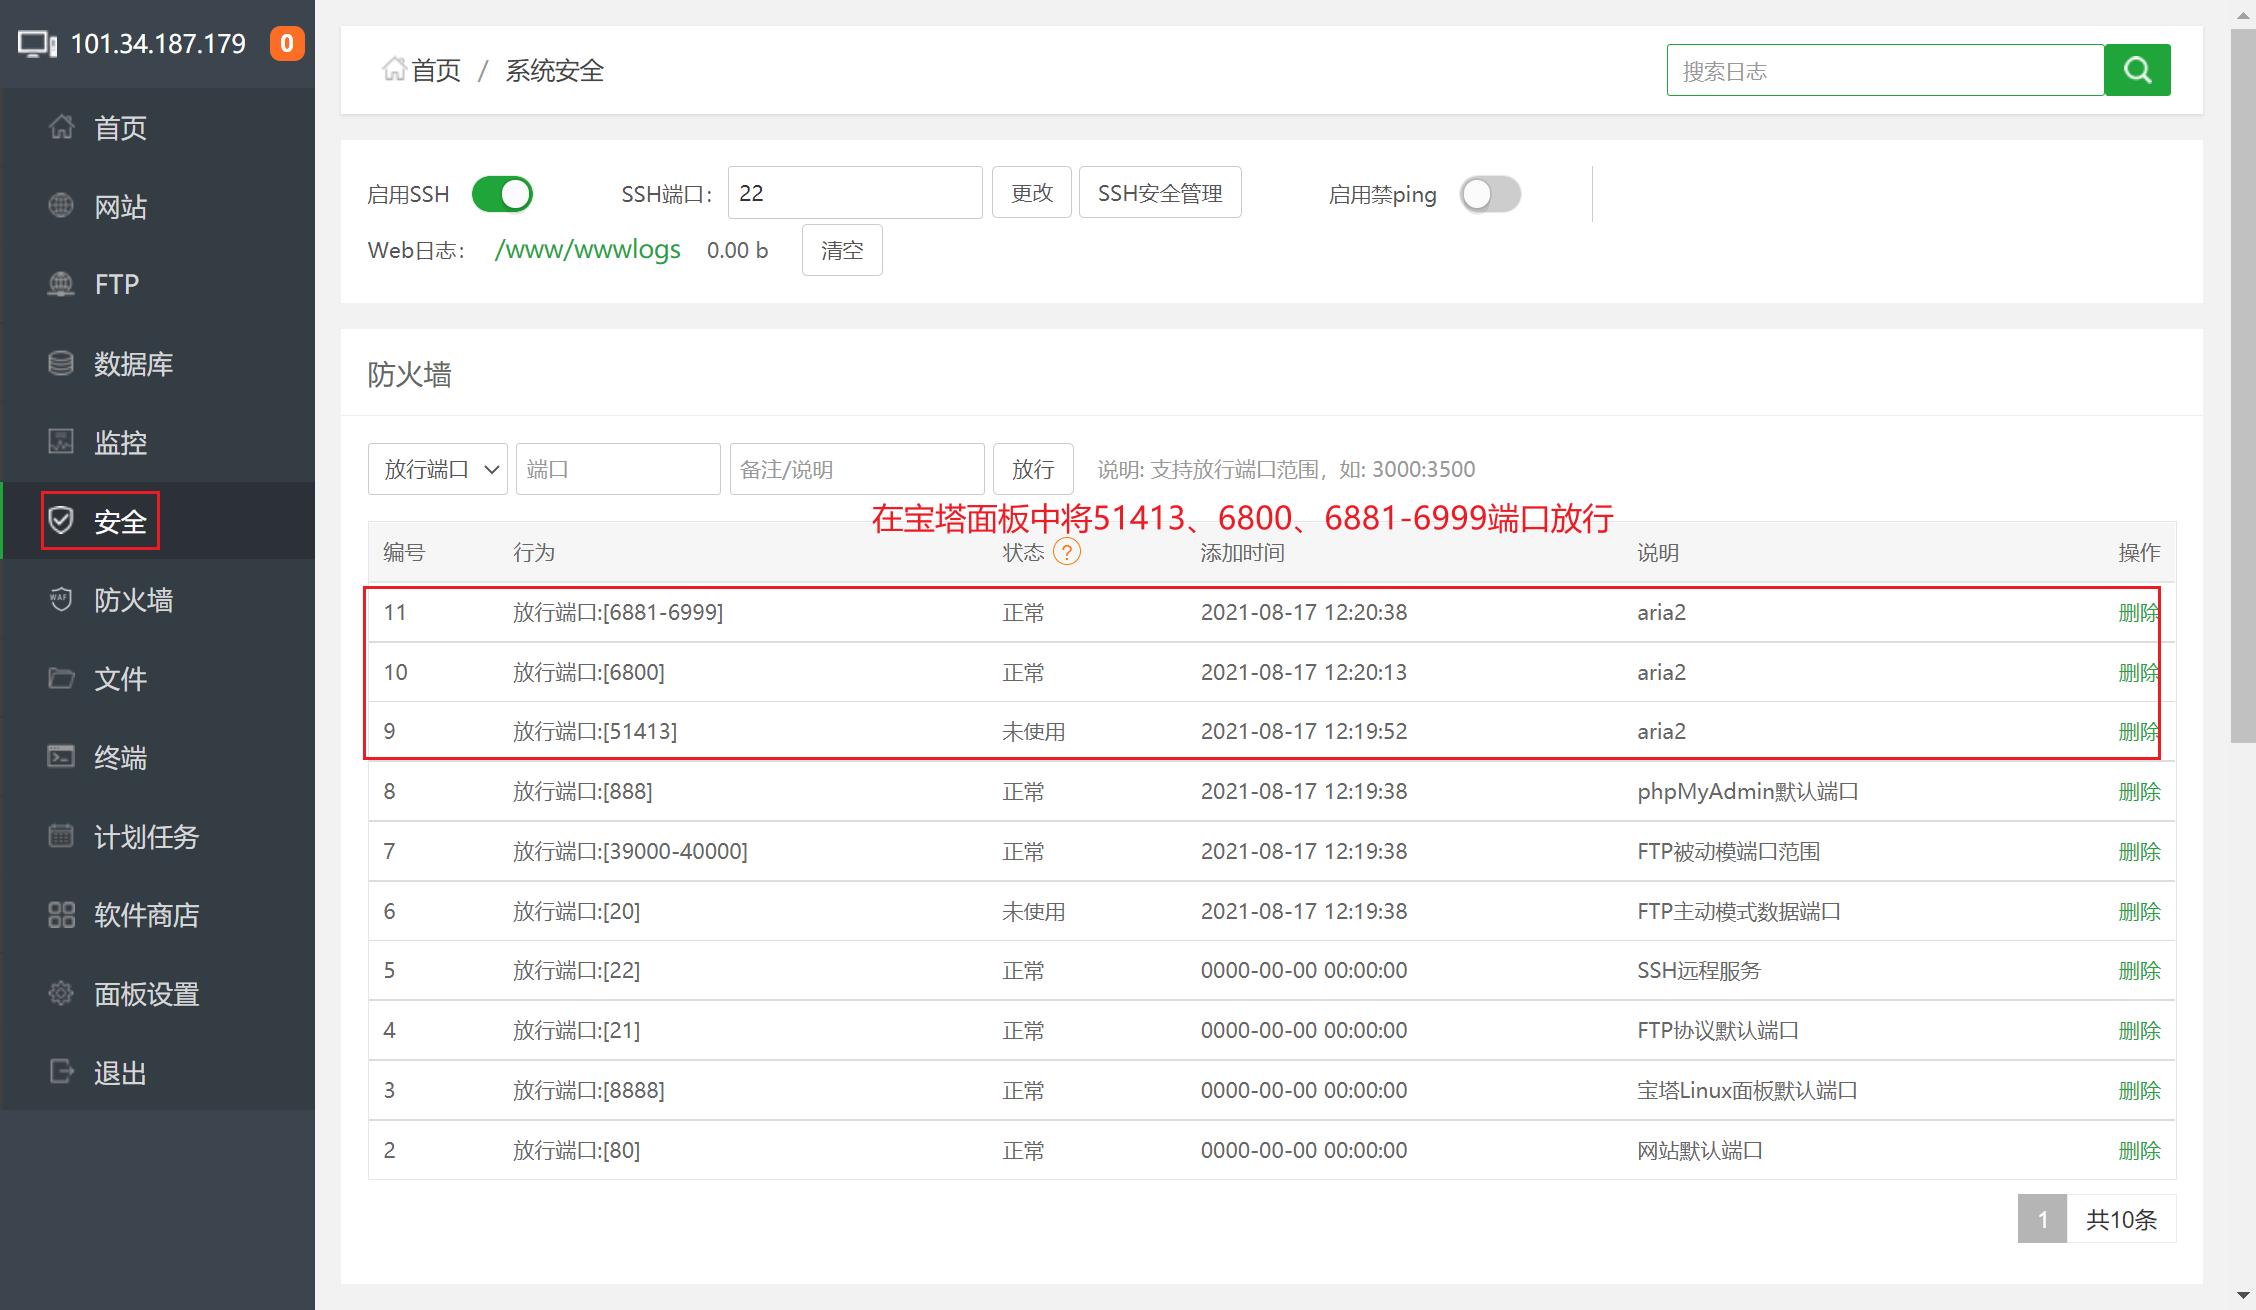 101.34.187.179 0
首页
网站
FTP
数据库
监控
安全
WAF 防火墙
文件
终端
计划任务
软件商店
面板设置
退出
首页 / 系统安全
搜索日志
启用SSH SSH端口： 22 更改 SSH安全管理 启用禁ping
Web日志： /www/wwwlogs 0.00 b 清空
防火墙
放行端口 端口 备注/说明 放行 说明: 支持放行端口范围，如: 3000:3500
在宝塔面板中将51413、6800、6881-6999端口放行
编号 行为 状态 ? 添加时间 说明 操作
11 放行端口:[6881-6999] 正常 2021-08-17 12:20:38 aria2 删除
10 放行端口:[6800] 正常 2021-08-17 12:20:13 aria2 删除
9 放行端口:[51413] 未使用 2021-08-17 12:19:52 aria2 删除
8 放行端口:[888] 正常 2021-08-17 12:19:38 phpMyAdmin默认端口 删除
7 放行端口:[39000-40000] 正常 2021-08-17 12:19:38 FTP被动模端口范围 删除
6 放行端口:[20] 未使用 2021-08-17 12:19:38 FTP主动模式数据端口 删除
5 放行端口:[22] 正常 0000-00-00 00:00:00 SSH远程服务 删除
4 放行端口:[21] 正常 0000-00-00 00:00:00 FTP协议默认端口 删除
3 放行端口:[8888] 正常 0000-00-00 00:00:00 宝塔Linux面板默认端口 删除
2 放行端口:[80] 正常 0000-00-00 00:00:00 网站默认端口 删除
1 共10条